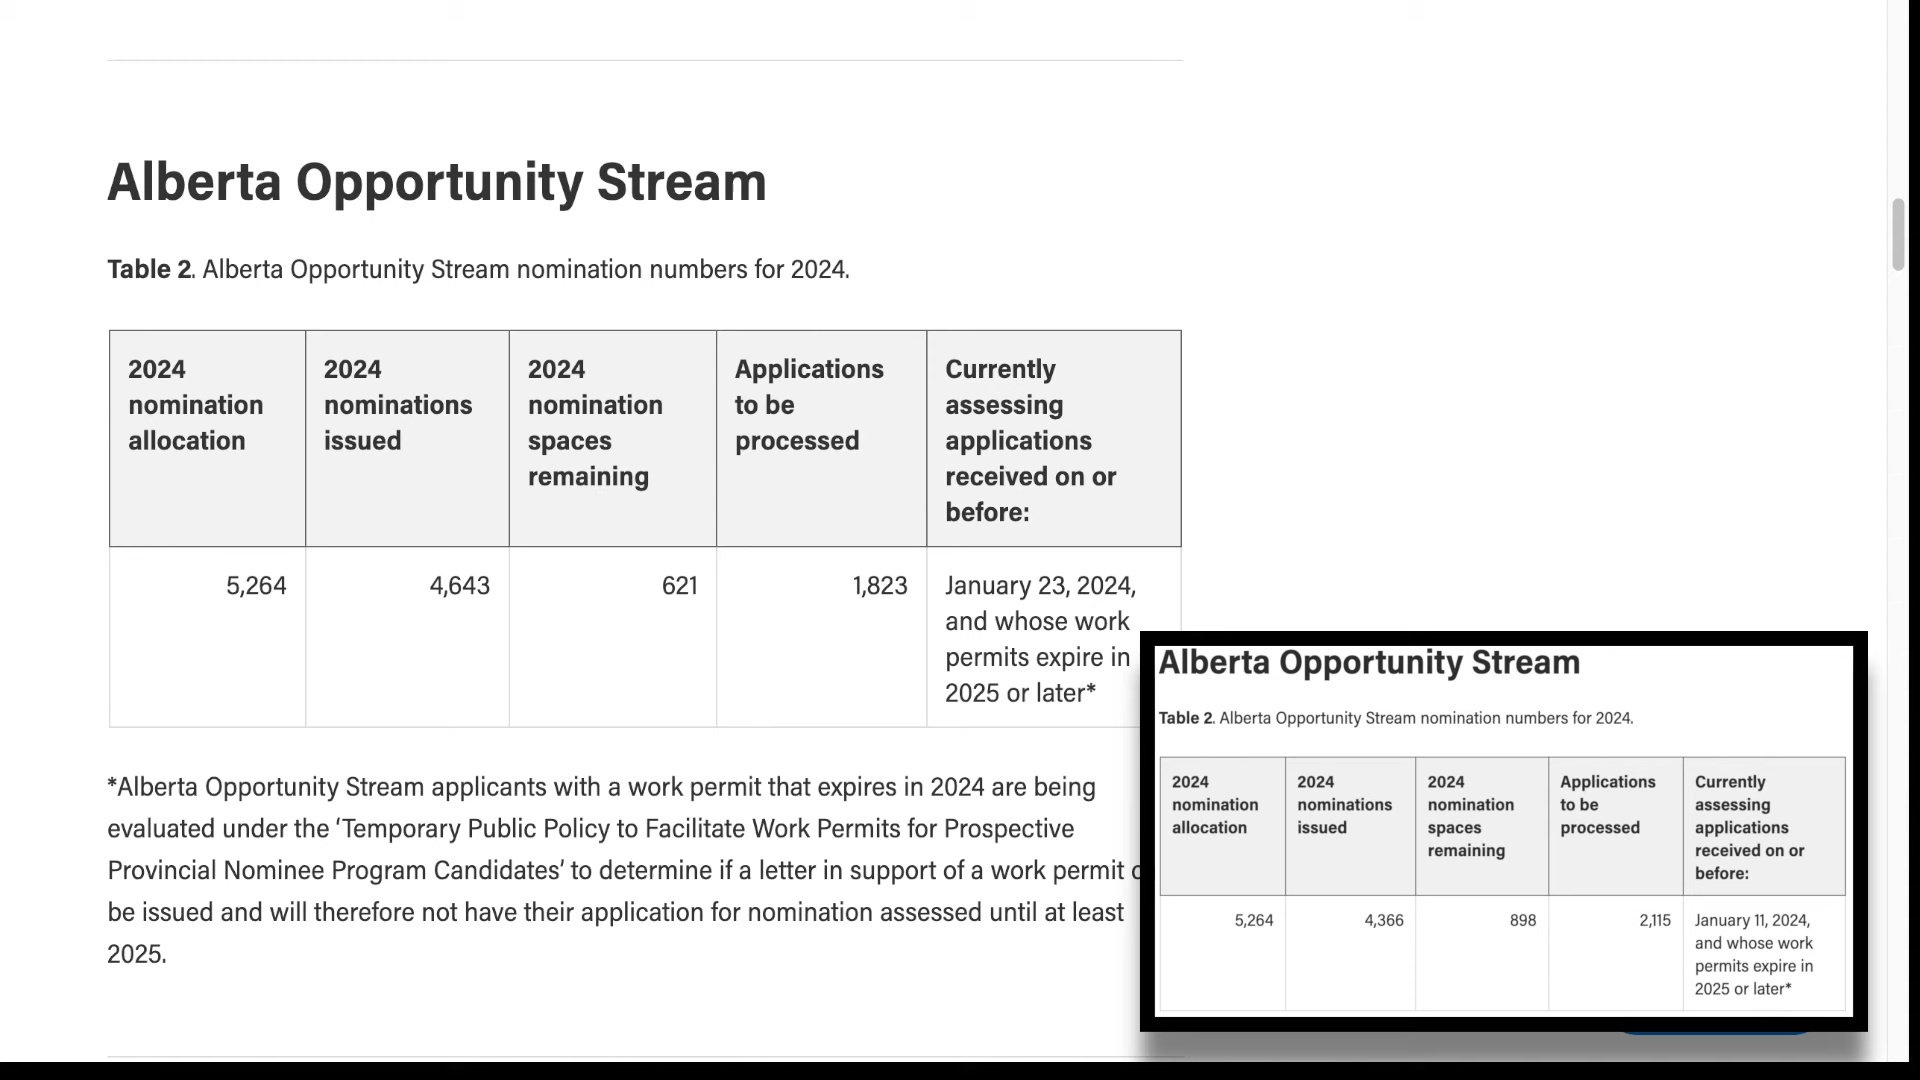 Alberta Opportunity Stream
Table 2. Alberta Opportunity Stream nomination numbers for 2024.
2024
nomination
allocation
2024
nominations
issued
2024
nomination
spaces
remaining
Applications
to be
processed
Currently
assessing
applications
received on or
before:
5,264
4,643
621
1,823
January 23, 2024,
and whose work
permits expire in
2025 or later*
*Alberta Opportunity Stream applicants with a work permit that expires in 2024 are being
evaluated under the ‘Temporary Public Policy to Facilitate Work Permits for Prospective
Provincial Nominee Program Candidates’ to determine if a letter in support of a work permit
be issued and will therefore not have their application for nomination assessed until at least
2025.
Alberta Opportunity Stream
Table 2. Alberta Opportunity Stream nomination numbers for 2024.
2024
nomination
allocation
2024
nominations
issued
2024
nomination
spaces
remaining
Applications
to be
processed
Currently
assessing
applications
received on or
before:
5,264
4,366
898
2,115
January 11, 2024,
and whose work
permits expire in
2025 or later*